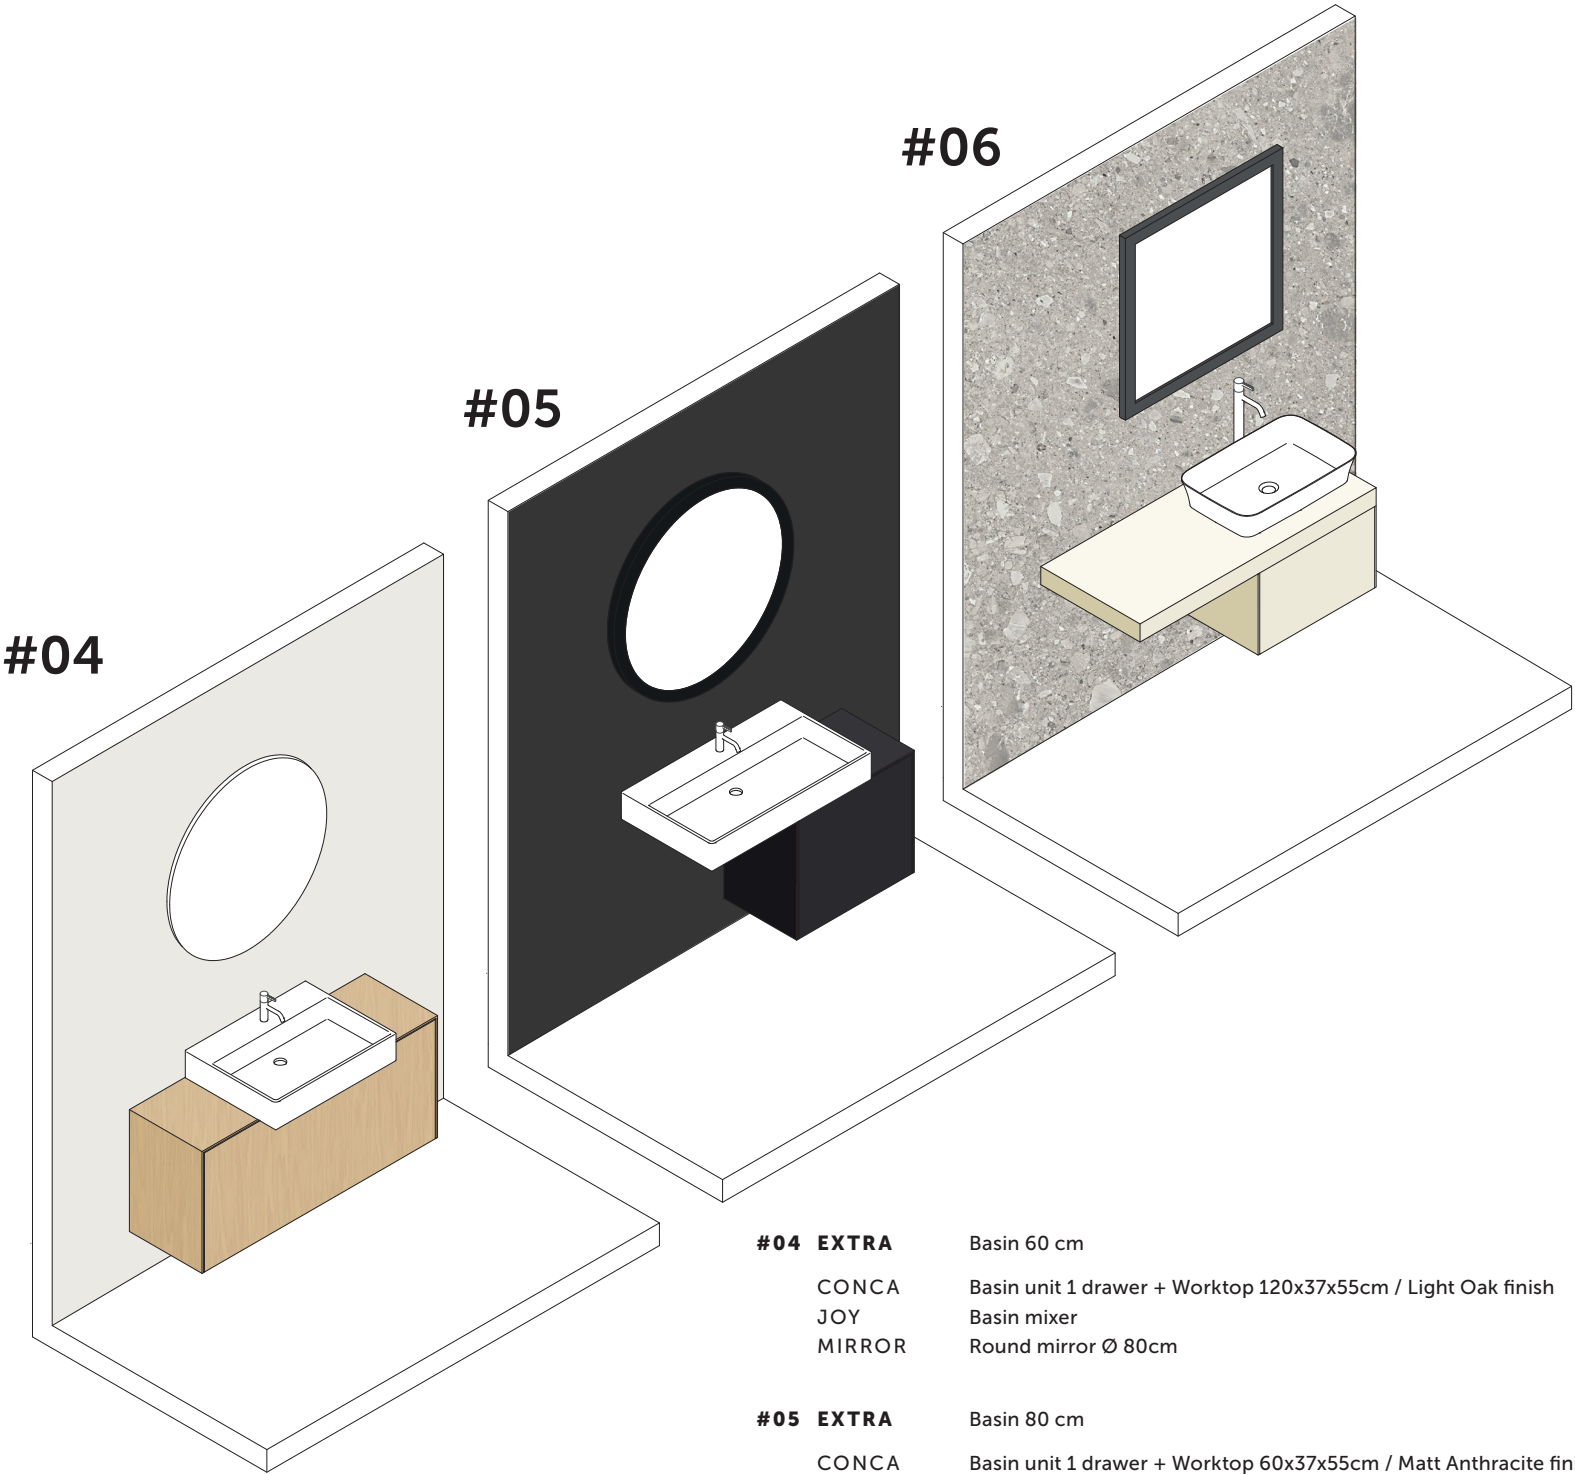 #06
#05
#04
#04 EXTRA Basin 60 cm
CONCA Basin unit 1 drawer + Worktop 120x37x55cm / Light Oak finish
JOY Basin mixer
MIRROR Round mirror Ø 80cm
#05 EXTRA Basin 80 cm
CONCA Basin unit 1 drawer + Worktop 60x37x55cm / Matt Anthracite fin